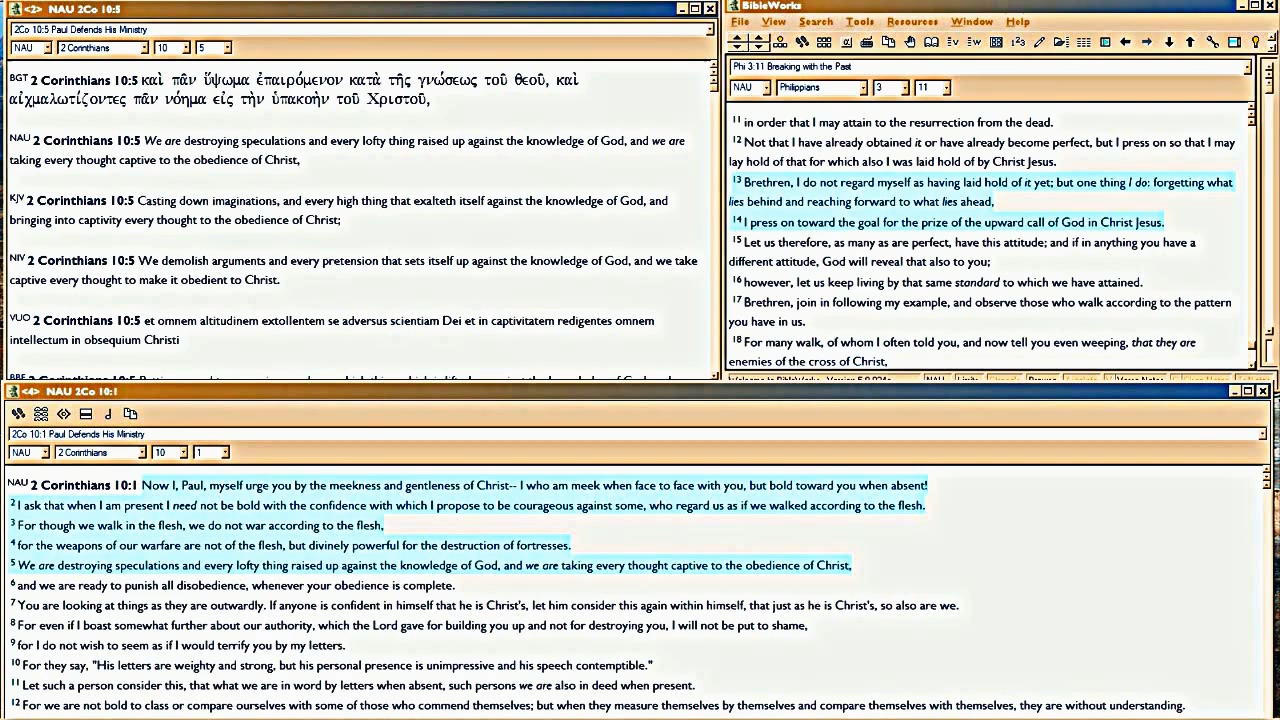 <2> NAU 2Co 10:5
2Co 10:5 Paul Defends His Ministry
NAU 2 Corinthians 10 5
BGT 2 Corinthians 10:5 καὶ πᾶν ὕψωμα ἐπαιρόμενον κατὰ τῆς γνώσεως τοῦ θεοῦ, καὶ
αἰχμαλωτίζοντες πᾶν νόημα εἰς τὴν ὑπακοὴν τοῦ Χριστοῦ,
NAU 2 Corinthians 10:5 We are destroying speculations and every lofty thing raised up against the knowledge of God, and we are
taking every thought captive to the obedience of Christ,
KJV 2 Corinthians 10:5 Casting down imaginations, and every high thing that exalteth itself against the knowledge of God, and
bringing into captivity every thought to the obedience of Christ;
NIV 2 Corinthians 10:5 We demolish arguments and every pretension that sets itself up against the knowledge of God, and we take
captive every thought to make it obedient to Christ.
VUO 2 Corinthians 10:5 et omnem altitudinem extollentem se adversus scientiam Dei et in captivitatem redigentes omnem
intellectum in obsequium Christi
BibleWorks
File View Search Tools Resources Window Help
Phi 3:11 Breaking with the Past
NAU Philippians 3 11
11 in order that I may attain to the resurrection from the dead.
12 Not that I have already obtained it or have already become perfect, but I press on so that I may
lay hold of that for which also I was laid hold of by Christ Jesus.
13 Brethren, I do not regard myself as having laid hold of it yet; but one thing I do: forgetting what
lies behind and reaching forward to what lies ahead,
14 I press on toward the goal for the prize of the upward call of God in Christ Jesus.
15 Let us therefore, as many as are perfect, have this attitude; and if in anything you have a
different attitude, God will reveal that also to you;
16 however, let us keep living by that same standard to which we have attained.
17 Brethren, join in following my example, and observe those who walk according to the pattern
you have in us.
18 For many walk, of whom I often told you, and now tell you even weeping, that they are
enemies of the cross of Christ,
<4> NAU 2Co 10:1
2Co 10:1 Paul Defends His Ministry
NAU 2 Corinthians 10 1
NAU 2 Corinthians 10:1 Now I, Paul, myself urge you by the meekness and gentleness of Christ-- I who am meek when face to face with you, but bold toward you when absent!
2 I ask that when I am present I need not be bold with the confidence with which I propose to be courageous against some, who regard us as if we walked according to the flesh.
3 For though we walk in the flesh, we do not war according to the flesh,
4 for the weapons of our warfare are not of the flesh, but divinely powerful for the destruction of fortresses.
5 We are destroying speculations and every lofty thing raised up against the knowledge of God, and we are taking every thought captive to the obedience of Christ,
6 and we are ready to punish all disobedience, whenever your obedience is complete.
7 You are looking at things as they are outwardly. If anyone is confident in himself that he is Christ's, let him consider this again within himself, that just as he is Christ's, so also are we.
8 For even if I boast somewhat further about our authority, which the Lord gave for building you up and not for destroying you, I will not be put to shame,
9 for I do not wish to seem as if I would terrify you by my letters.
10 For they say, "His letters are weighty and strong, but his personal presence is unimpressive and his speech contemptible."
11 Let such a person consider this, that what we are in word by letters when absent, such persons we are also in deed when present.
12 For we are not bold to class or compare ourselves with some of those who commend themselves; but when they measure themselves by themselves and compare themselves with themselves, they are without understanding.